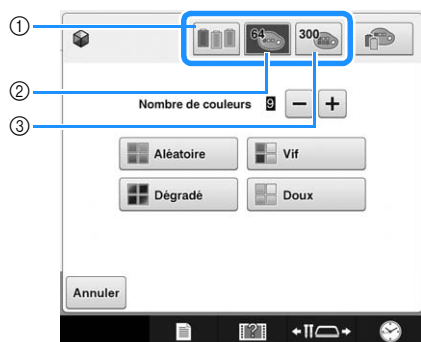 ①
64
300
②
③
Nombre de couleurs 9 − +
Aléatoire
Vif
Dégradé
Doux
Annuler